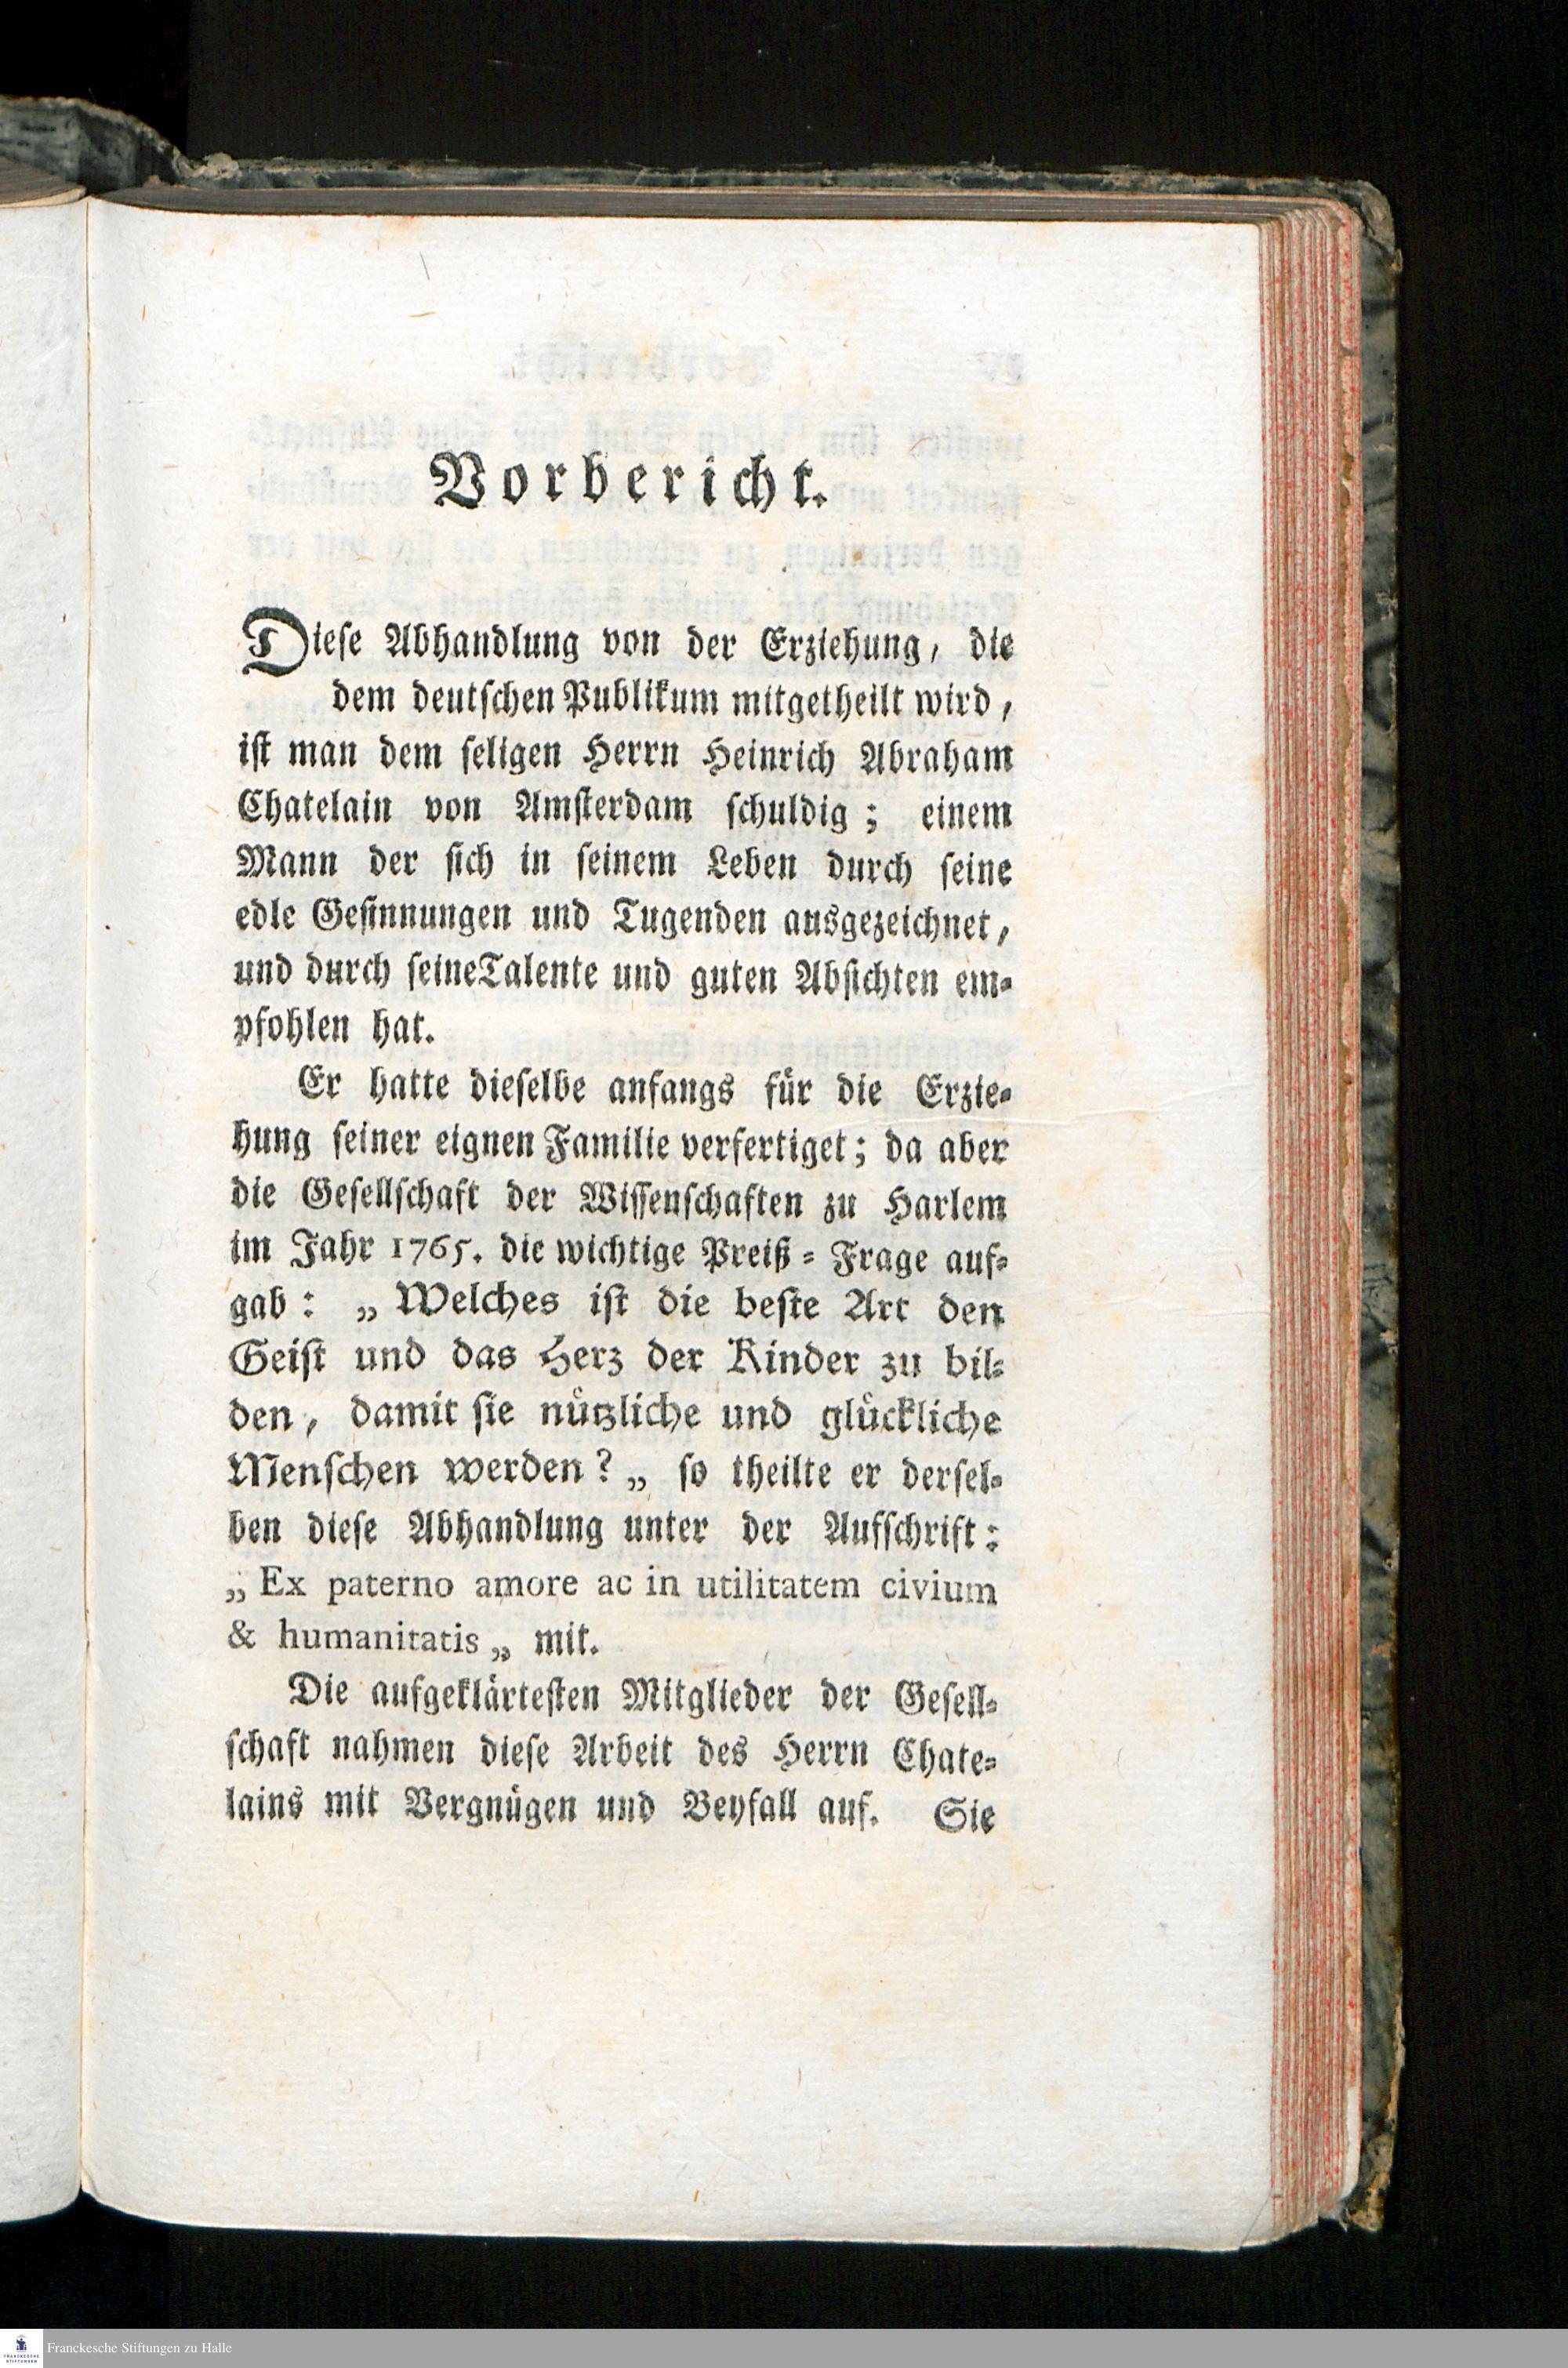 Vorbericht.
Diese Abhandlung von der Erziehung, die
dem deutschen Publikum mitgetheilt wird,
ist man dem seligen Herrn Heinrich Abraham
Chatelain von Amsterdam schuldig; einem
Mann der sich in seinem Leben durch seine
edle Gesinnungen und Tugenden ausgezeichnet,
und durch seine Talente und guten Absichten em-
pfohlen hat.
Er hatte dieselbe anfangs für die Erzie-
hung seiner eignen Familie verfertiget; da aber
die Gesellschaft der Wissenschaften zu Harlem
im Jahr 1765. die wichtige Preiß-Frage auf-
gab: „Welches ist die beste Art den
Geist und das Herz der Kinder zu bil-
den, damit sie nützliche und glückliche
Menschen werden?„ so theilte er dersel-
ben diese Abhandlung unter der Aufschrift:
„Ex paterno amore ac in utilitatem civium
& humanitatis„ mit.
Die aufgeklärtesten Mitglieder der Gesell-
schaft nahmen diese Arbeit des Herrn Chate-
lains mit Vergnügen und Beyfall auf. Sie
FRANCKESCHE
STIFTUNGEN
Franckesche Stiftungen zu Halle